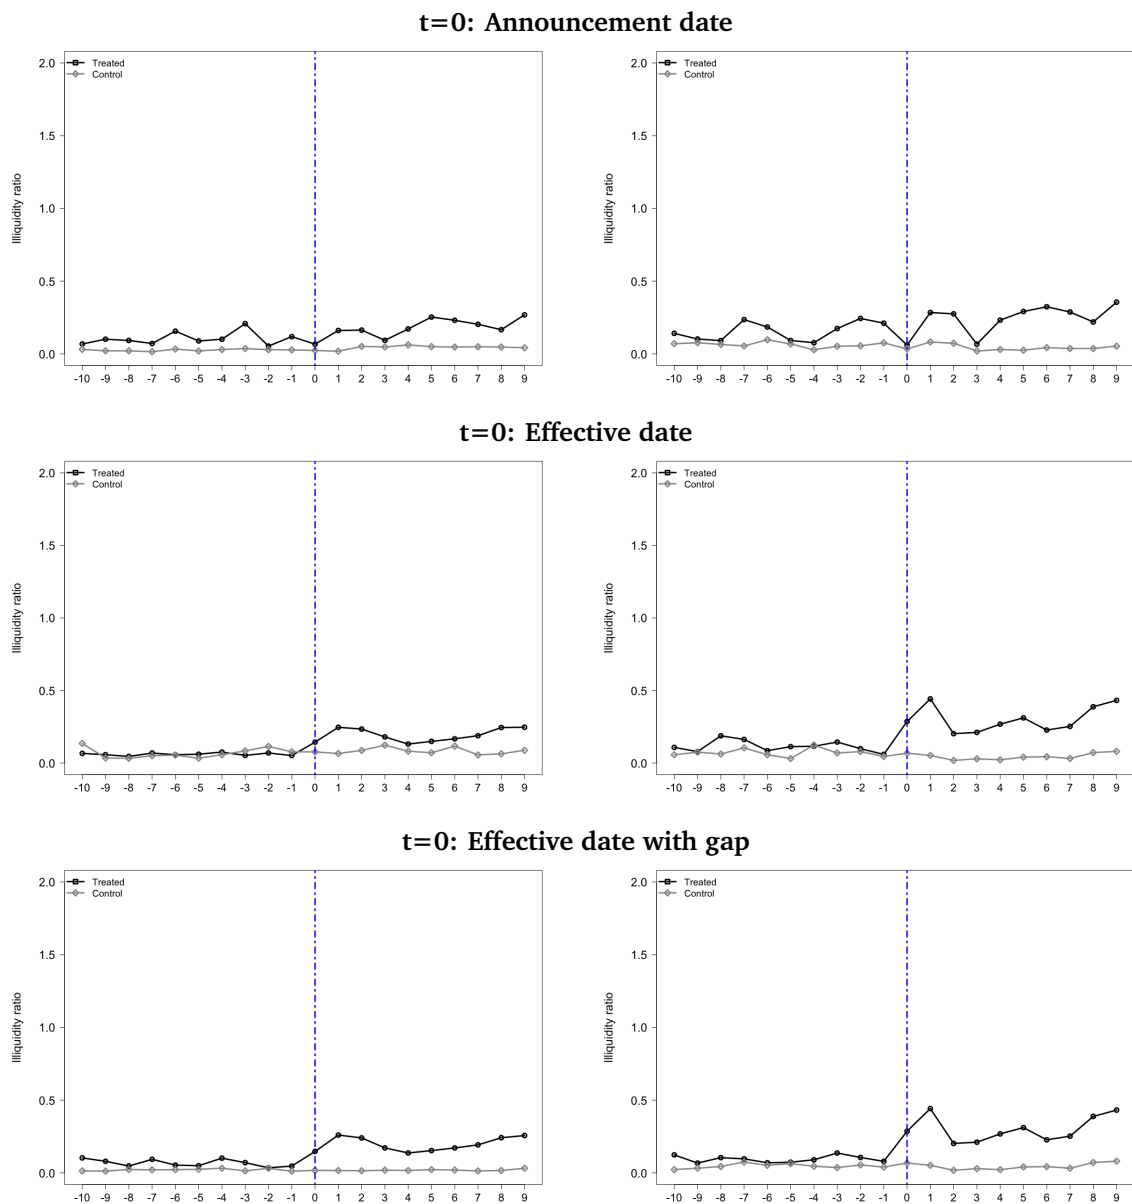 t=0: Announcement date
Treated
Control
Illiquidity ratio
2.0
1.5
1.0
0.5
0.0
-10 -9 -8 -7 -6 -5 -4 -3 -2 -1 0 1 2 3 4 5 6 7 8 9
Treated
Control
Illiquidity ratio
2.0
1.5
1.0
0.5
0.0
-10 -9 -8 -7 -6 -5 -4 -3 -2 -1 0 1 2 3 4 5 6 7 8 9
t=0: Effective date
Treated
Control
Illiquidity ratio
2.0
1.5
1.0
0.5
0.0
-10 -9 -8 -7 -6 -5 -4 -3 -2 -1 0 1 2 3 4 5 6 7 8 9
Treated
Control
Illiquidity ratio
2.0
1.5
1.0
0.5
0.0
-10 -9 -8 -7 -6 -5 -4 -3 -2 -1 0 1 2 3 4 5 6 7 8 9
t=0: Effective date with gap
Treated
Control
Illiquidity ratio
2.0
1.5
1.0
0.5
0.0
-10 -9 -8 -7 -6 -5 -4 -3 -2 -1 0 1 2 3 4 5 6 7 8 9
Treated
Control
Illiquidity ratio
2.0
1.5
1.0
0.5
0.0
-10 -9 -8 -7 -6 -5 -4 -3 -2 -1 0 1 2 3 4 5 6 7 8 9